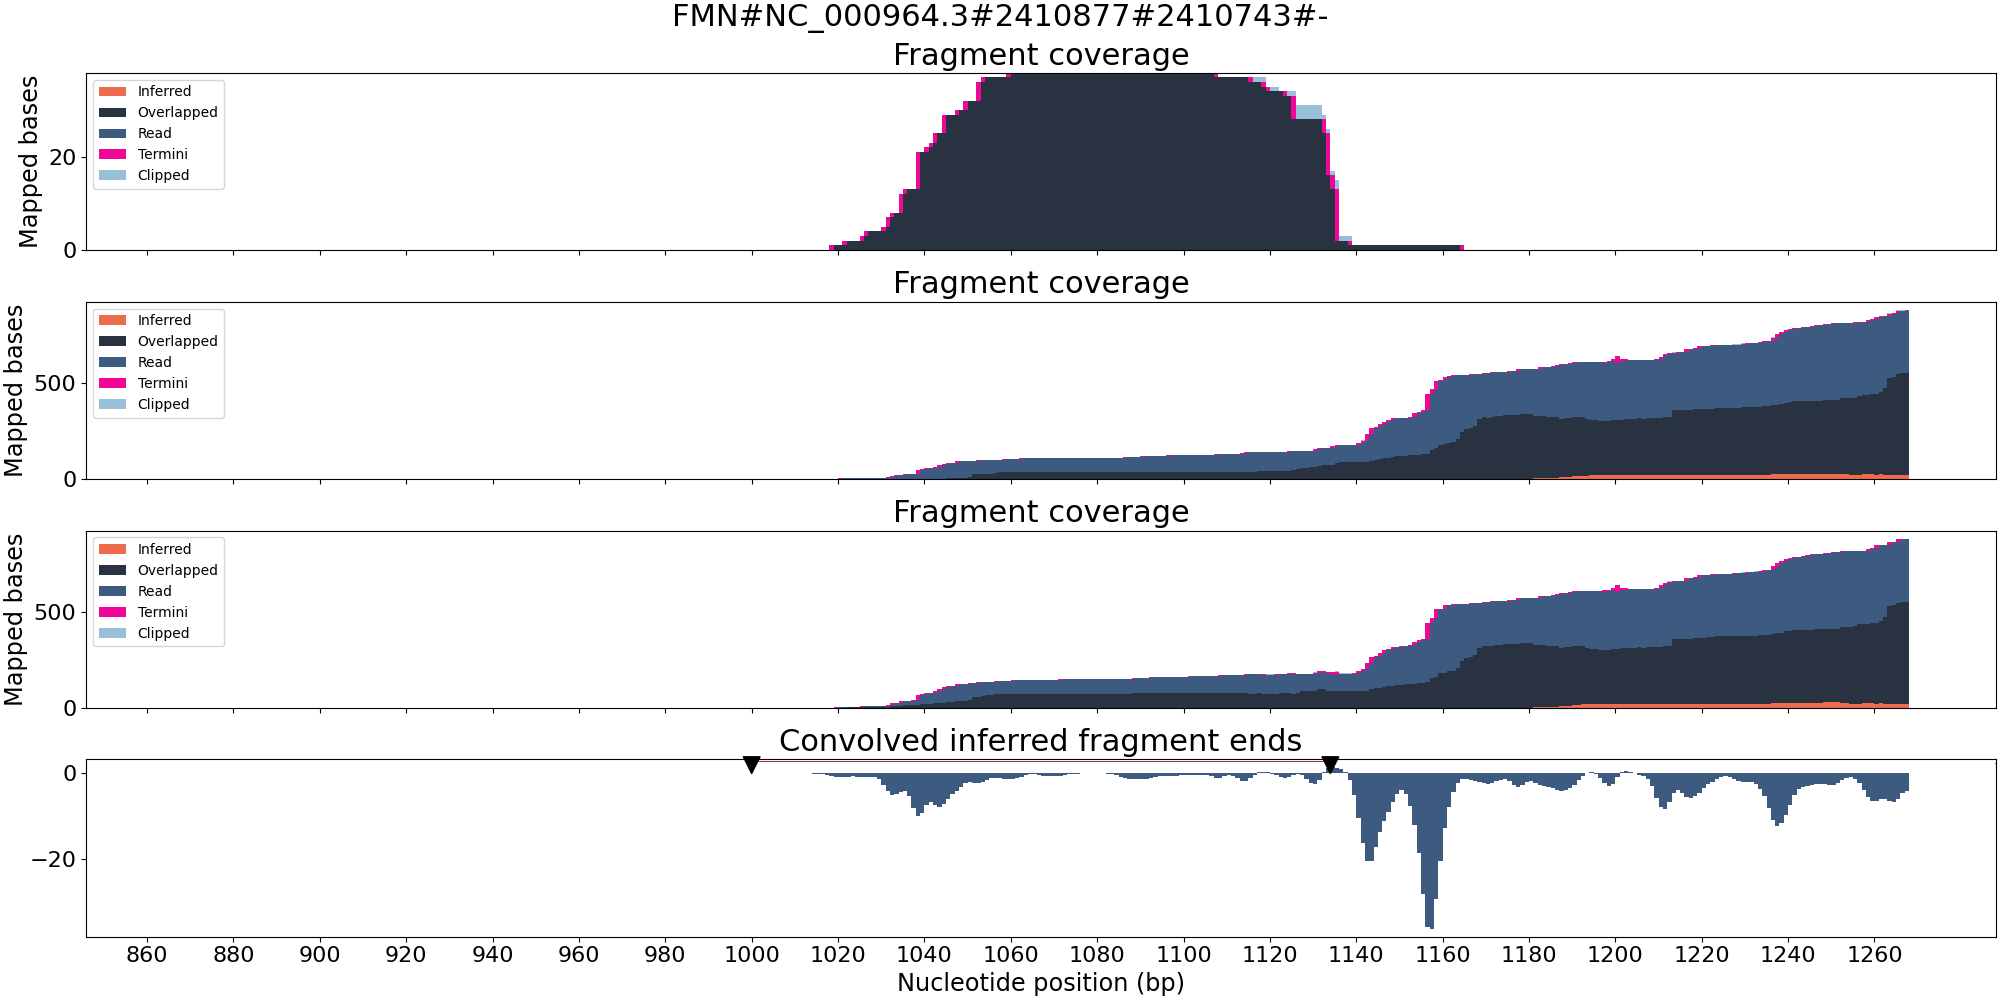 FMN#NC_000964.3#2410877#2410743#-
Fragment coverage
Mapped bases
20
0
Inferred
Overlapped
Read
Termini
Clipped
Fragment coverage
Mapped bases
500
0
Inferred
Overlapped
Read
Termini
Clipped
Fragment coverage
Mapped bases
500
0
Inferred
Overlapped
Read
Termini
Clipped
Convolved inferred fragment ends
0
−20
860 880 900 920 940 960 980 1000 1020 1040 1060 1080 1100 1120 1140 1160 1180 1200 1220 1240 1260
Nucleotide position (bp)